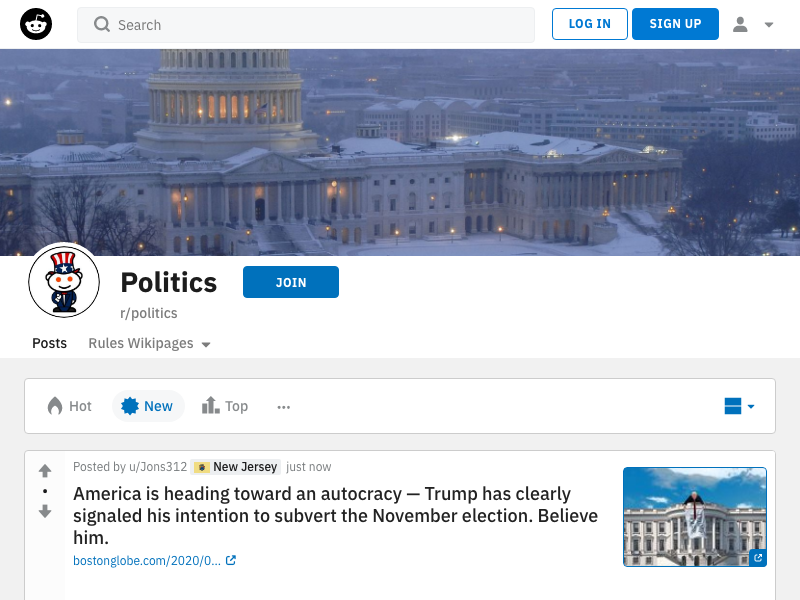 Search
LOG IN
SIGN UP
Politics
JOIN
r/politics
Posts
Rules Wikipages
Hot
New
Top
Posted by u/Jons312 New Jersey just now
America is heading toward an autocracy — Trump has clearly
signaled his intention to subvert the November election. Believe
him.
bostonglobe.com/2020/0...